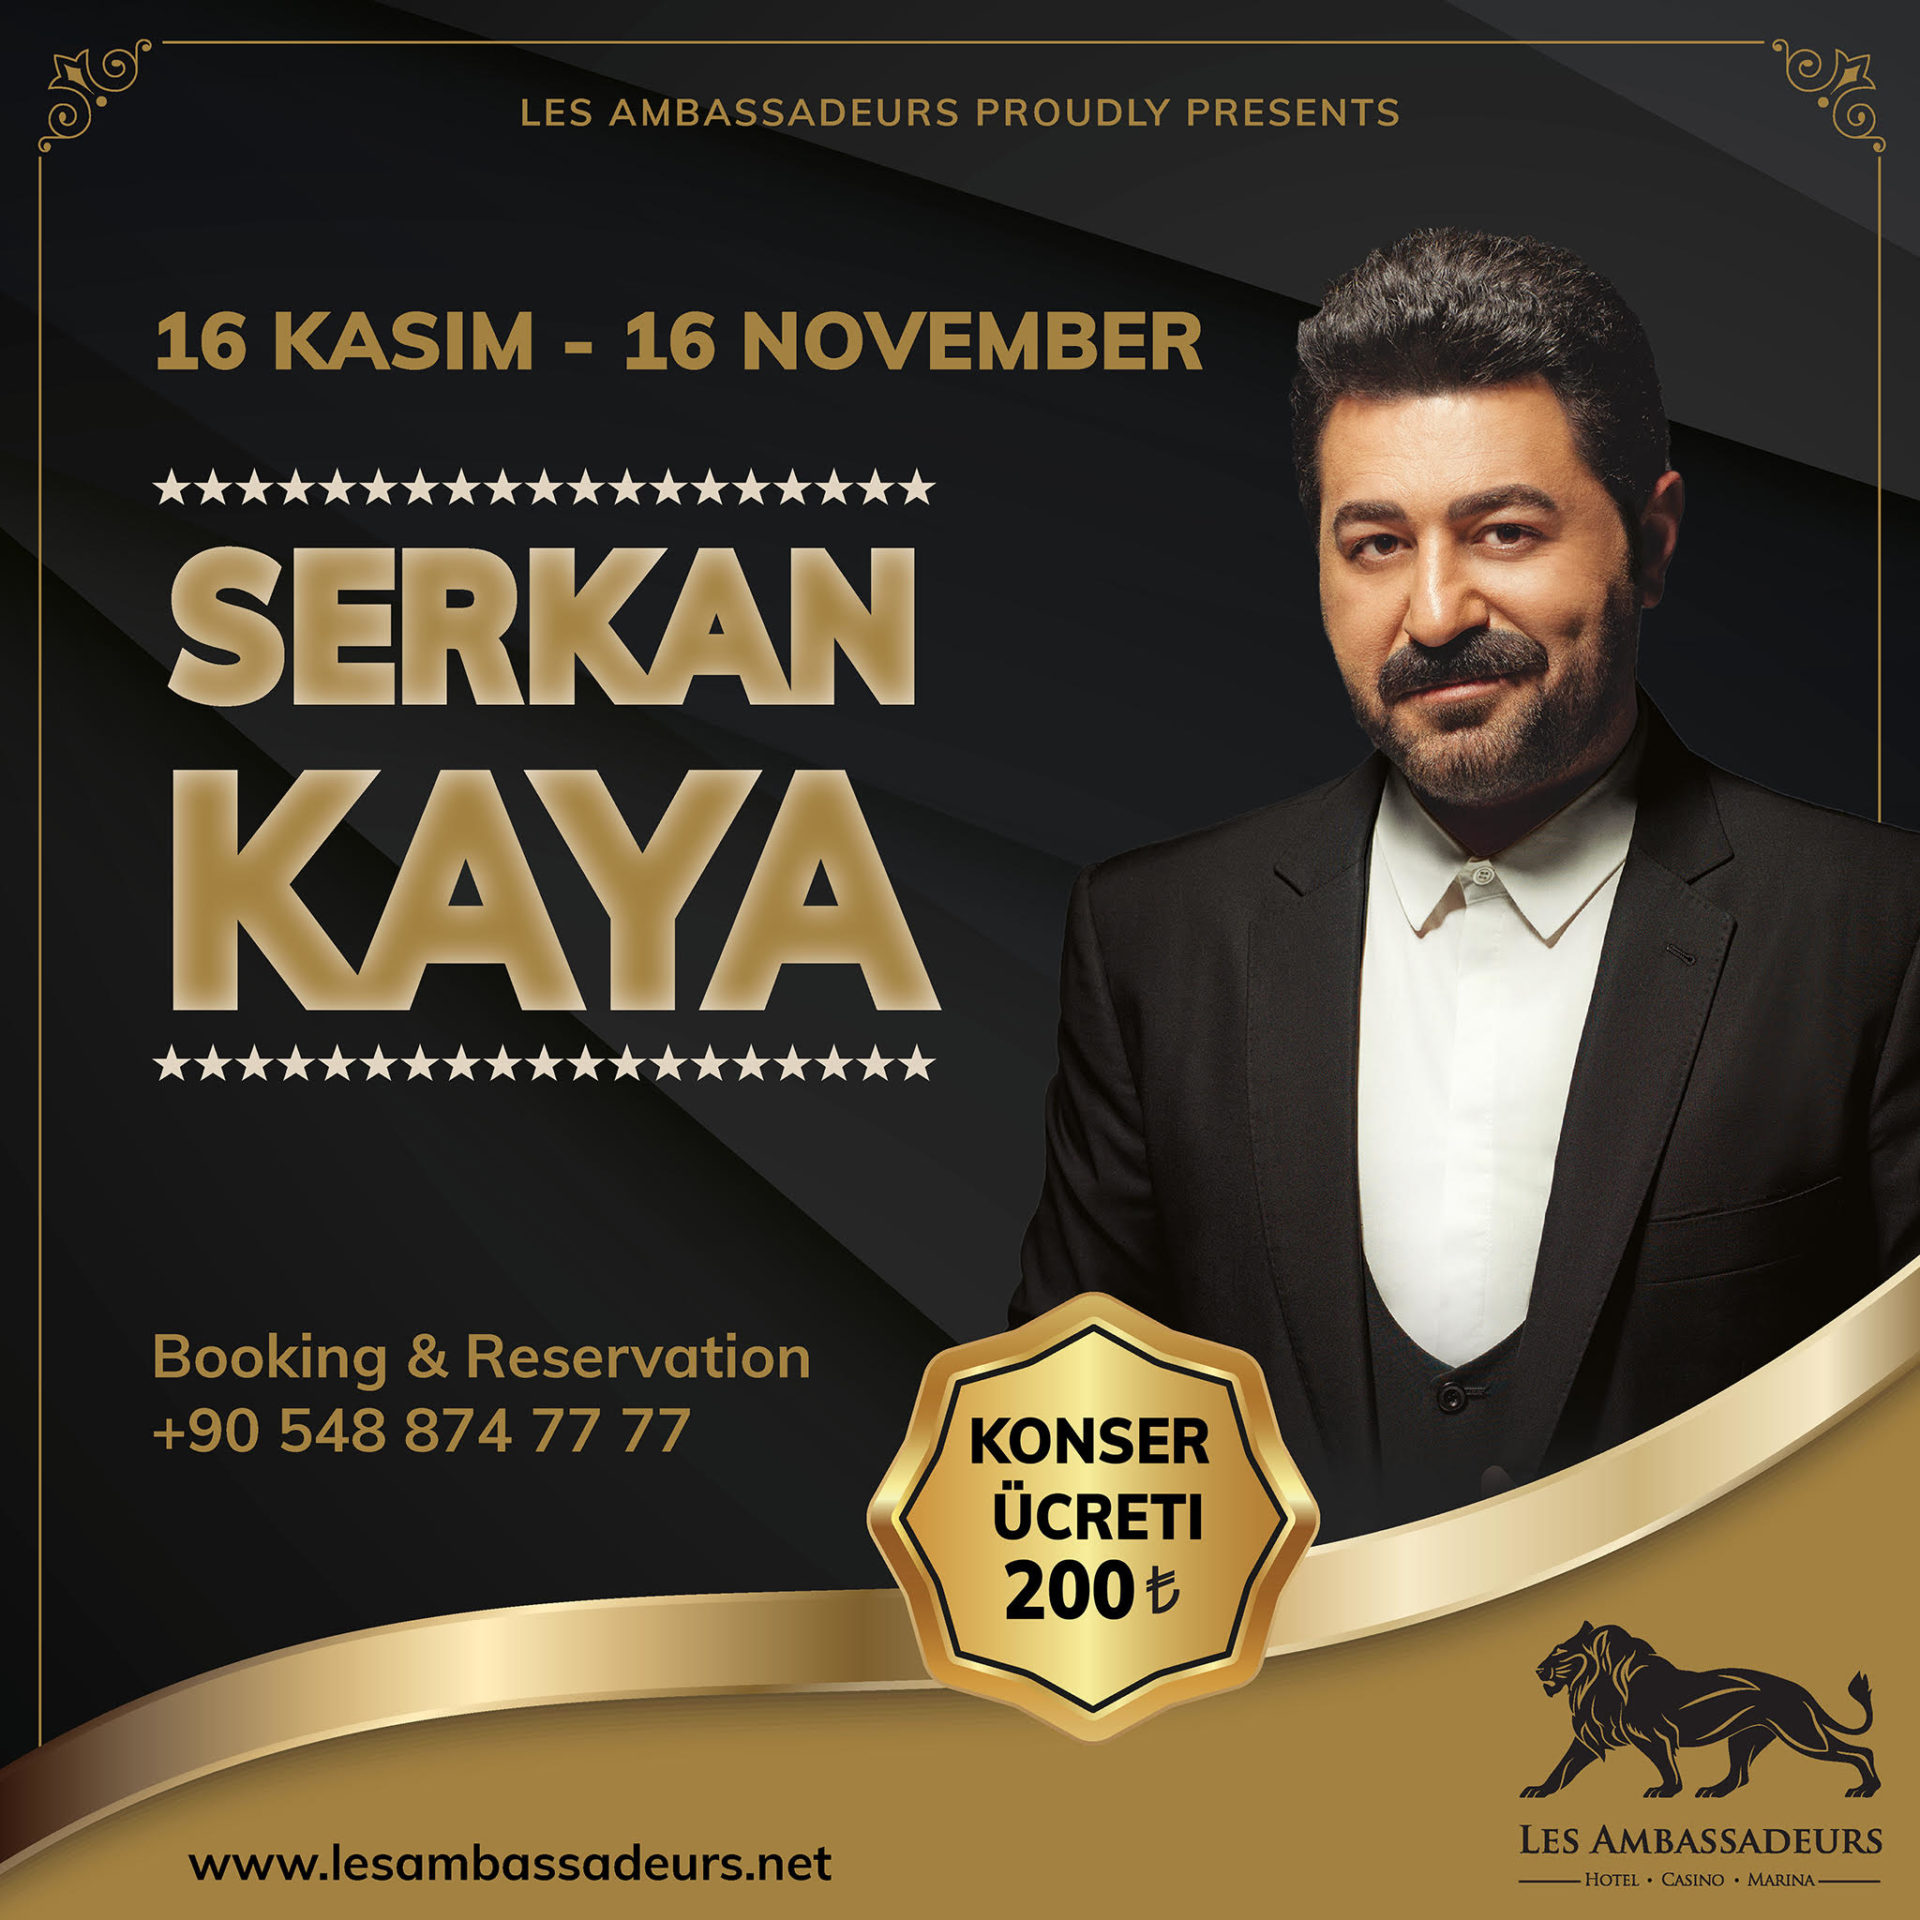 LES AMBASSADEURS PROUDLY PRESENTS
16 KASIM - 16 NOVEMBER
SERKAN
KAYA
Booking & Reservation
+90 548 874 77 77
KONSER
ÜCRETI
200 ₺
www.lesambassadeurs.net
LES AMBASSADEURS
HOTEL • CASINO • MARINA